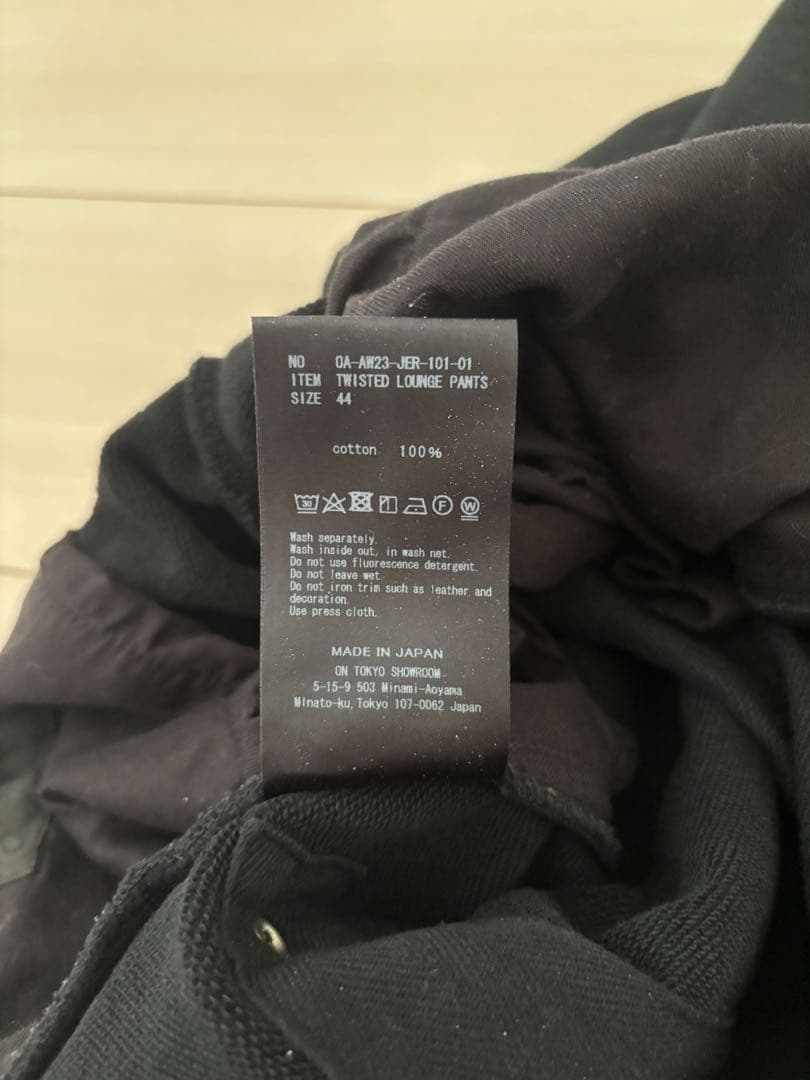 NO OA-AW23-JER-101-01
ITEM TWISTED LOUNGE PANTS
SIZE 44
cotton 100%
30 F W
Wash separately.
Wash inside out, in wash net.
Do not use fluorescence detergent.
Do not leave wet.
Do not iron trim such as leather and
decoration.
Use press cloth.
MADE IN JAPAN
ON TOKYO SHOWROOM
5-15-9 503 Minami-Aoyama
Minato-ku, Tokyo 107-0062 Japan